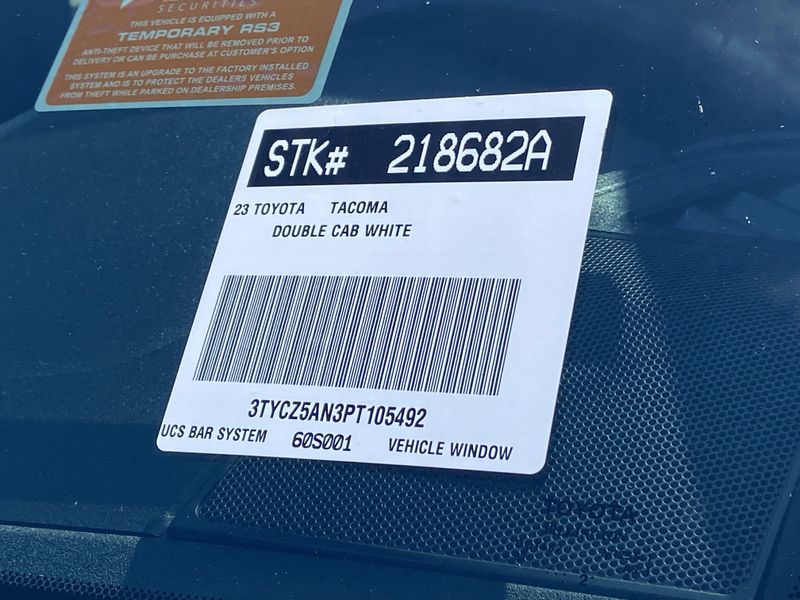 SECURITIES
THIS VEHICLE IS EQUIPPED WITH A
TEMPORARY RS3
ANTI-THEFT DEVICE THAT WILL BE REMOVED PRIOR TO
DELIVERY OR CAN BE PURCHASE AT CUSTOMER'S OPTION
THIS SYSTEM IS AN UPGRADE TO THE FACTORY INSTALLED
SYSTEM AND IS TO PROTECT THE DEALERS VEHICLES
FROM THEFT WHILE PARKED ON DEALERSHIP PREMISES.
STK# 218682A
23 TOYOTA TACOMA
DOUBLE CAB WHITE
3TYCZ5AN3PT105492
UCS BAR SYSTEM 60S001 VEHICLE WINDOW
TOYOTA
2